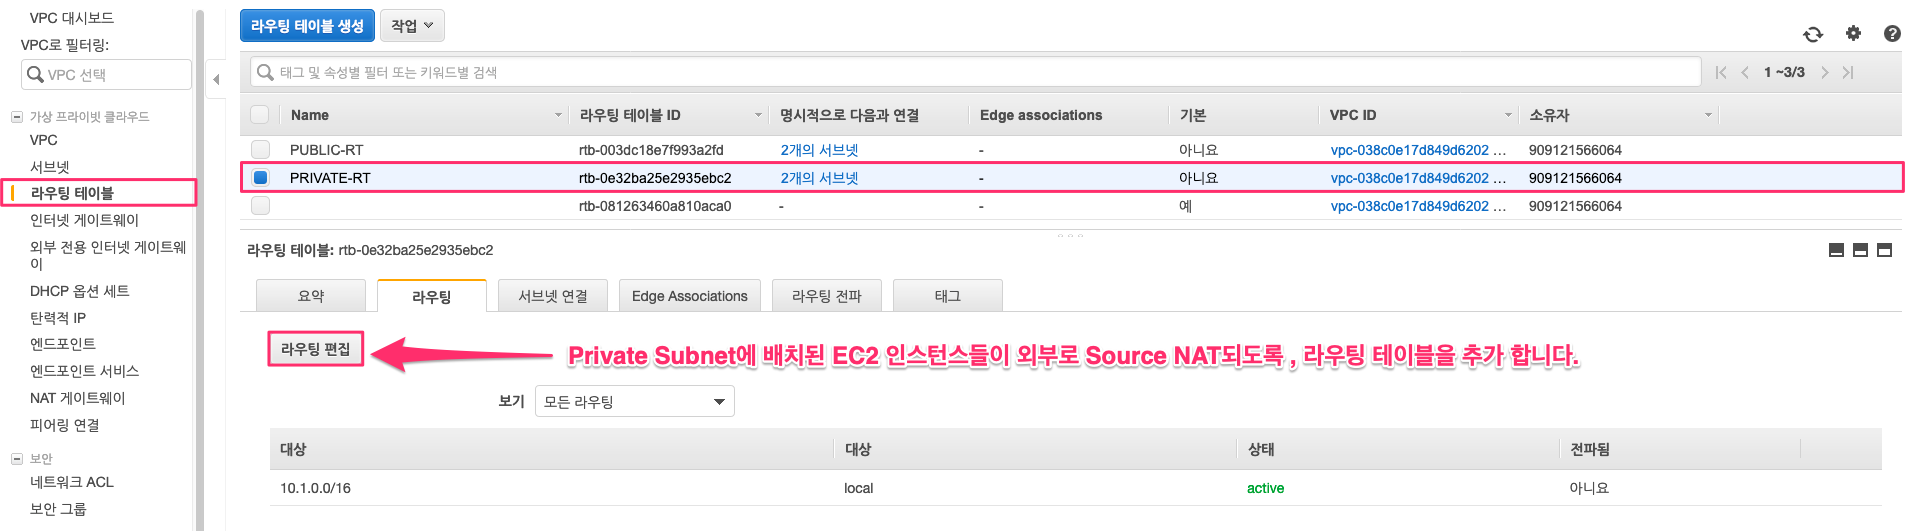 VPC 대시보드
VPC로 필터링:
VPC 선택
가상 프라이빗 클라우드
VPC
서브넷
라우팅 테이블
인터넷 게이트웨이
외부 전용 인터넷 게이트웨
이
DHCP 옵션 세트
탄력적 IP
엔드포인트
엔드포인트 서비스
NAT 게이트웨이
피어링 연결
보안
네트워크 ACL
보안 그룹
라우팅 테이블 생성 작업
태그 및 속성별 필터 또는 키워드별 검색
1 ~3/3
Name 라우팅 테이블 ID 명시적으로 다음과 연결 Edge associations 기본 VPC ID 소유자
PUBLIC-RT rtb-003dc18e7f993a2fd 2개의 서브넷 - 아니요 vpc-038c0e17d849d6202 ... 909121566064
PRIVATE-RT rtb-0e32ba25e2935ebc2 2개의 서브넷 - 아니요 vpc-038c0e17d849d6202 ... 909121566064
rtb-081263460a810aca0 - - 예 vpc-038c0e17d849d6202 ... 909121566064
라우팅 테이블: rtb-0e32ba25e2935ebc2
요약 라우팅 서브넷 연결 Edge Associations 라우팅 전파 태그
라우팅 편집
Private Subnet에 배치된 EC2 인스턴스들이 외부로 Source NAT되도록 , 라우팅 테이블을 추가 합니다.
보기 모든 라우팅
대상 대상 상태 전파됨
10.1.0.0/16 local active 아니요